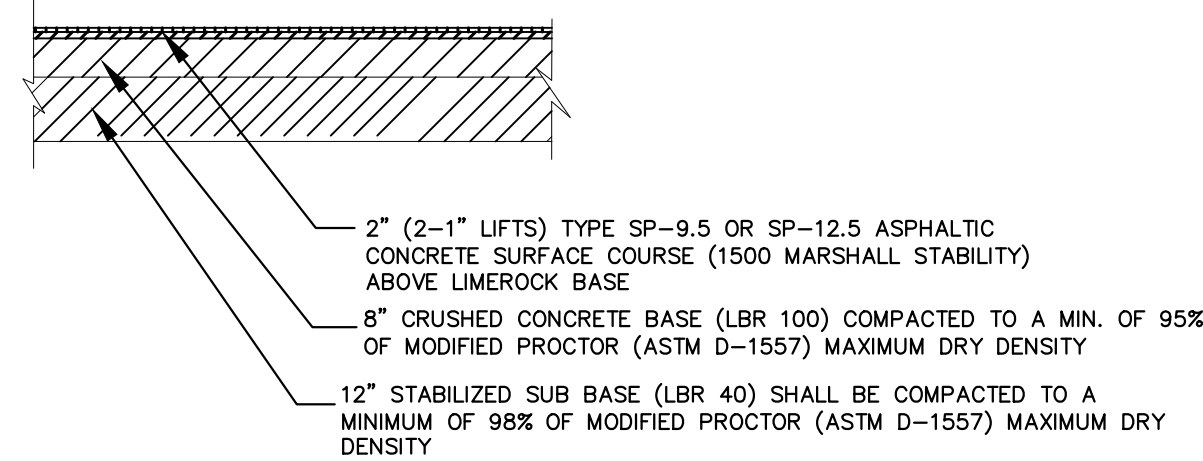 2” (2–1” LIFTS) TYPE SP–9.5 OR SP–12.5 ASPHALTIC
CONCRETE SURFACE COURSE (1500 MARSHALL STABILITY)
ABOVE LIMEROCK BASE
8” CRUSHED CONCRETE BASE (LBR 100) COMPACTED TO A MIN. OF 95%
OF MODIFIED PROCTOR (ASTM D–1557) MAXIMUM DRY DENSITY
12” STABILIZED SUB BASE (LBR 40) SHALL BE COMPACTED TO A
MINIMUM OF 98% OF MODIFIED PROCTOR (ASTM D–1557) MAXIMUM DRY
DENSITY